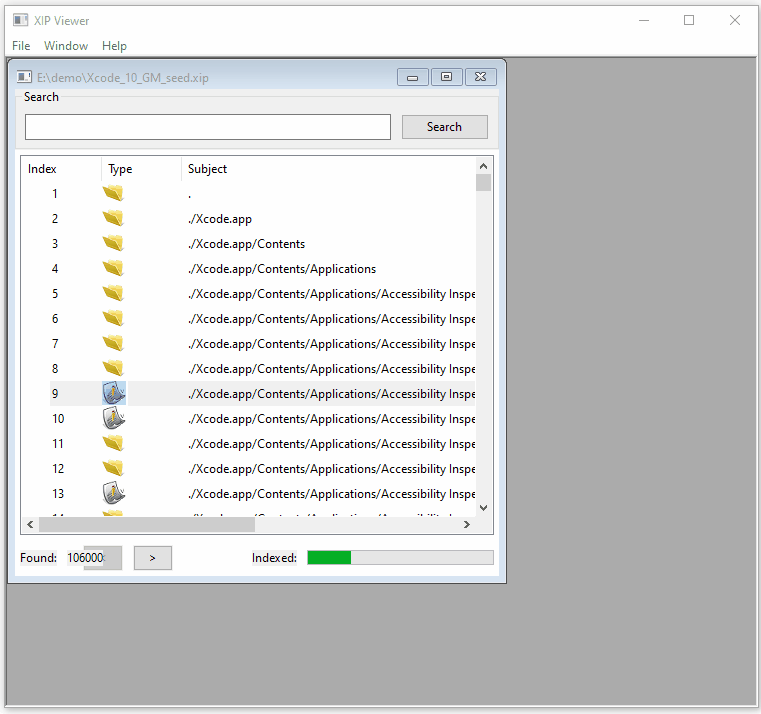 XIP Viewer
File Window Help
E:\demo\Xcode_10_GM_seed.xip
Search
Search
Index Type Subject
1 .
2 ./Xcode.app
3 ./Xcode.app/Contents
4 ./Xcode.app/Contents/Applications
5 ./Xcode.app/Contents/Applications/Accessibility Inspe
6 ./Xcode.app/Contents/Applications/Accessibility Inspe
7 ./Xcode.app/Contents/Applications/Accessibility Inspe
8 ./Xcode.app/Contents/Applications/Accessibility Inspe
9 ./Xcode.app/Contents/Applications/Accessibility Inspe
10 ./Xcode.app/Contents/Applications/Accessibility Inspe
11 ./Xcode.app/Contents/Applications/Accessibility Inspe
12 ./Xcode.app/Contents/Applications/Accessibility Inspe
13 ./Xcode.app/Contents/Applications/Accessibility Inspe
Found: 106000 > Indexed: